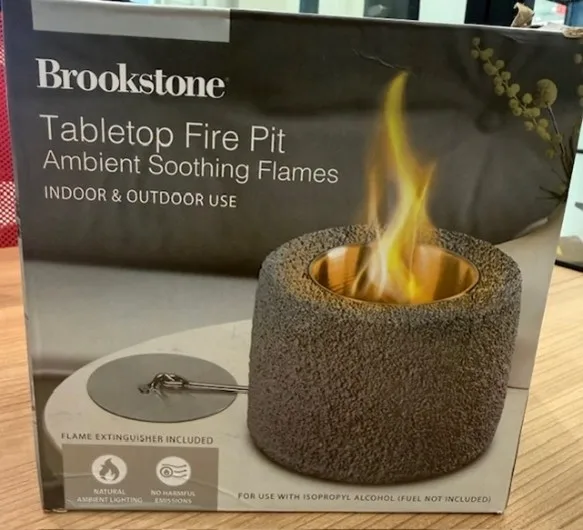 Brookstone
Tabletop Fire Pit
Ambient Soothing Flames
INDOOR & OUTDOOR USE
FLAME EXTINGUISHER INCLUDED
NATURAL
AMBIENT LIGHTING
NO HARMFUL
EMISSIONS
FOR USE WITH ISOPROPYL ALCOHOL (FUEL NOT INCLUDED)